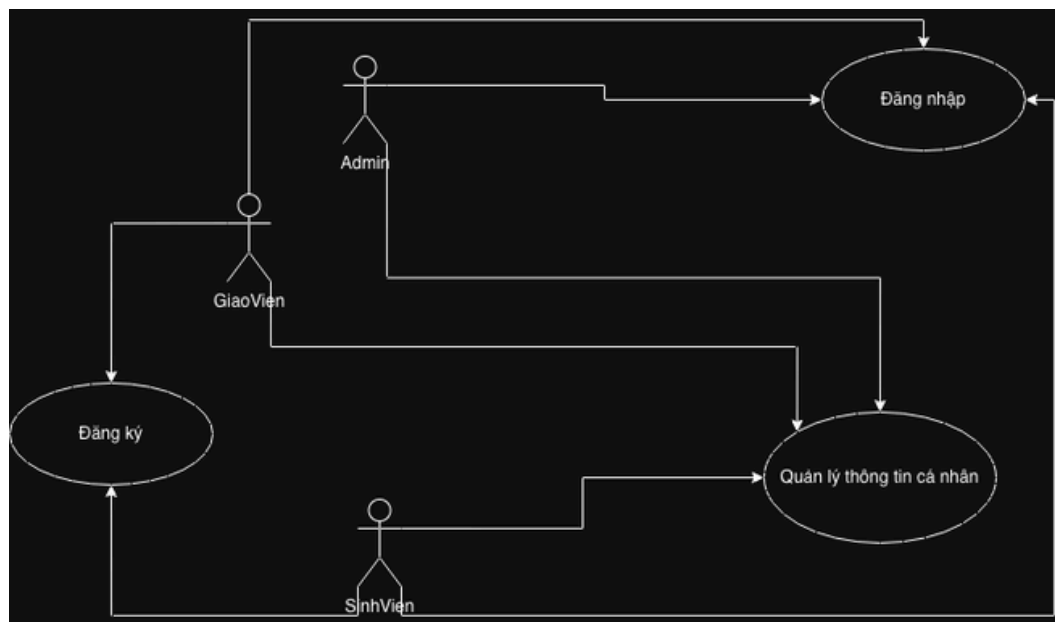 Đăng nhập
Admin
GiaoVien
Đăng ký
Quản lý thông tin cá nhân
SinhVien